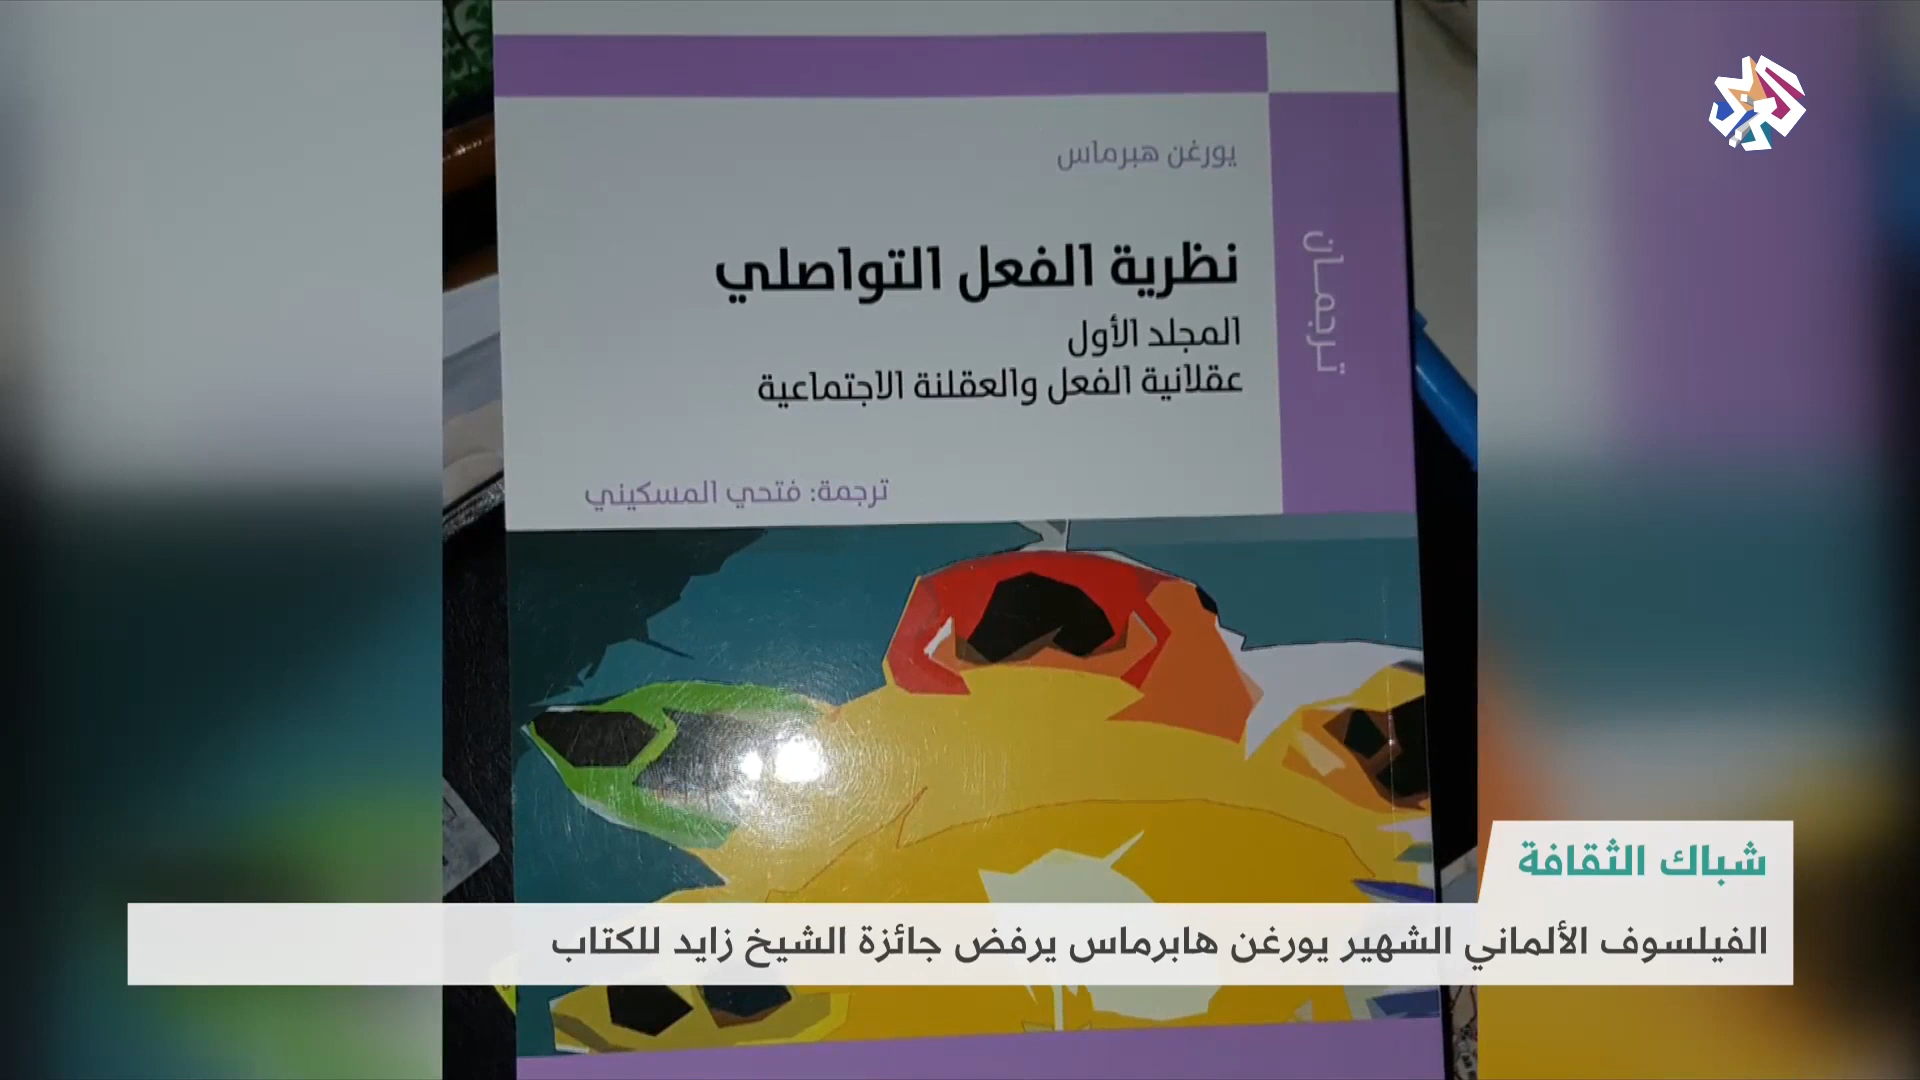 يورغن هبرماس
نظرية الفعل التواصلي
المجلد الأول
عقلانية الفعل والعقلنة الاجتماعية
ترجمة: فتحي المسكيني
ترجمان
شباك الثقافة
الفيلسوف الألماني الشهير يورغن هابرماس يرفض جائزة الشيخ زايد للكتاب